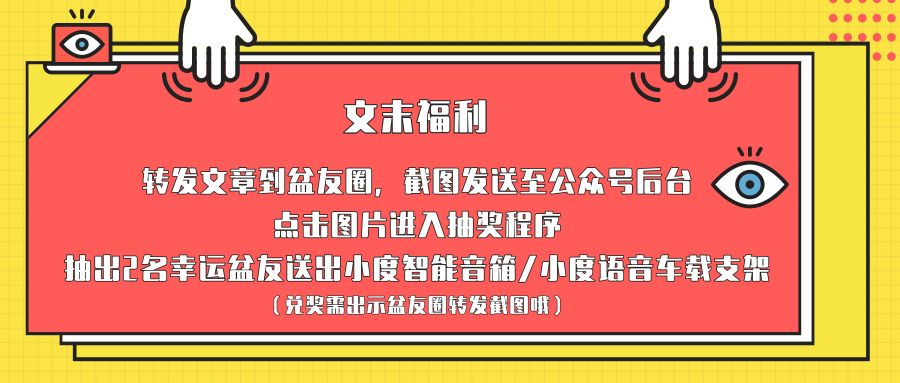 文末福利
转发文章到盆友圈，截图发送至公众号后台
点击图片进入抽奖程序
抽出2名幸运盆友送出小度智能音箱/小度语音车载支架
（兑奖需出示盆友圈转发截图哦）